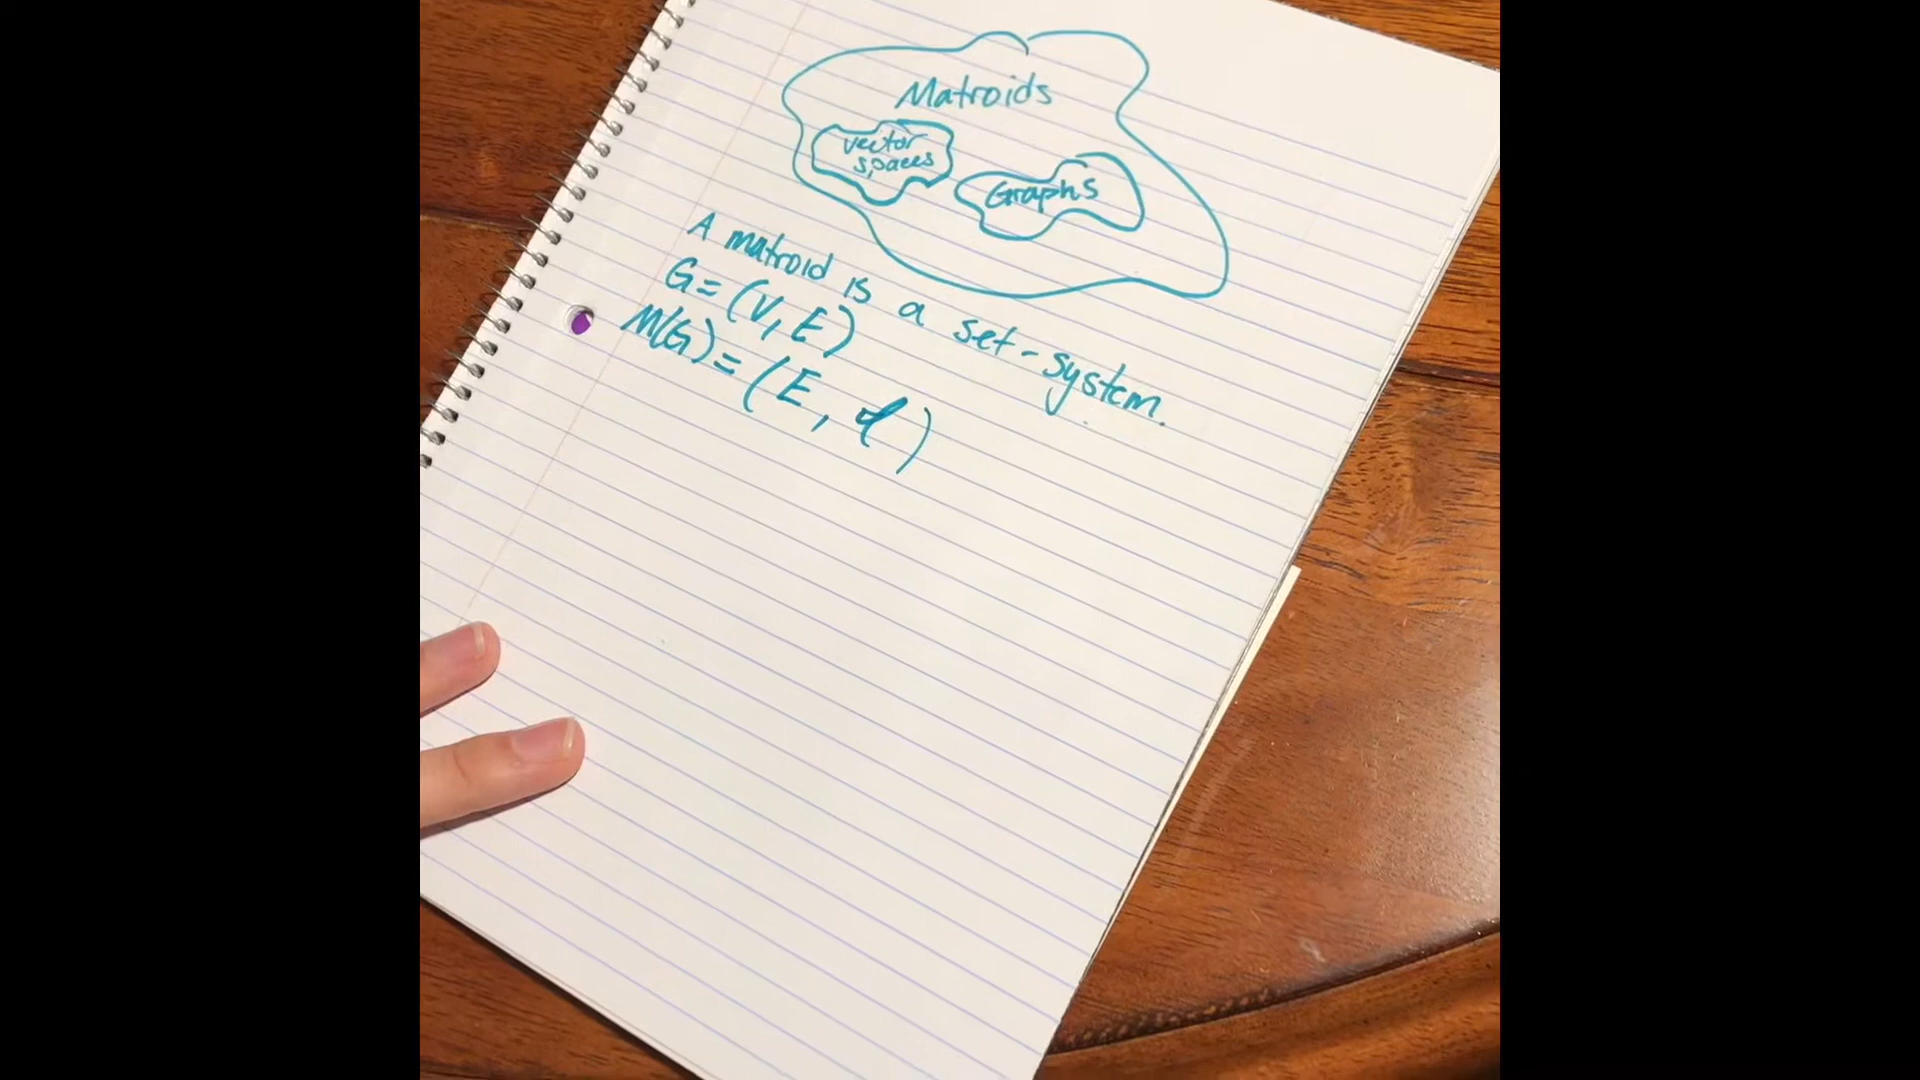 Matroids
vector
spaces
Graphs
A matroid is a set-system.
G = (V, E)
M(G) = (E, ℐ)